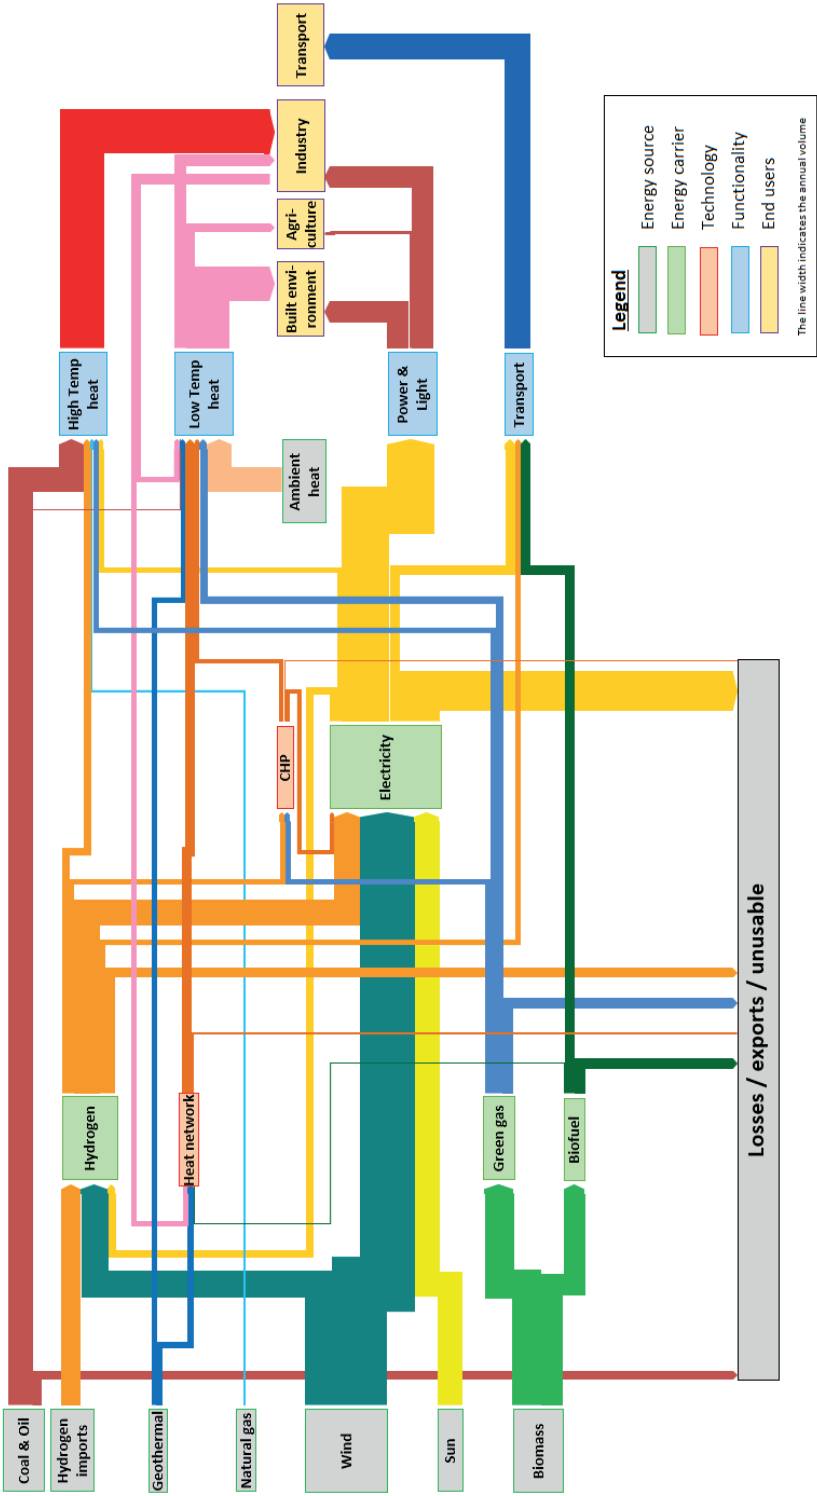 Coal & Oil
Hydrogen
imports
Geothermal
Natural gas
Wind
Sun
Biomass
Hydrogen
Heat network
Green gas
Biofuel
CHP
Electricity
Ambient
heat
High Temp
heat
Low Temp
heat
Power &
Light
Transport
Transport
Industry
Agri-
culture
Built envi-
ronment
Losses / exports / unusable
Legend
Energy source
Energy carrier
Technology
Functionality
End users
The line width indicates the annual volume